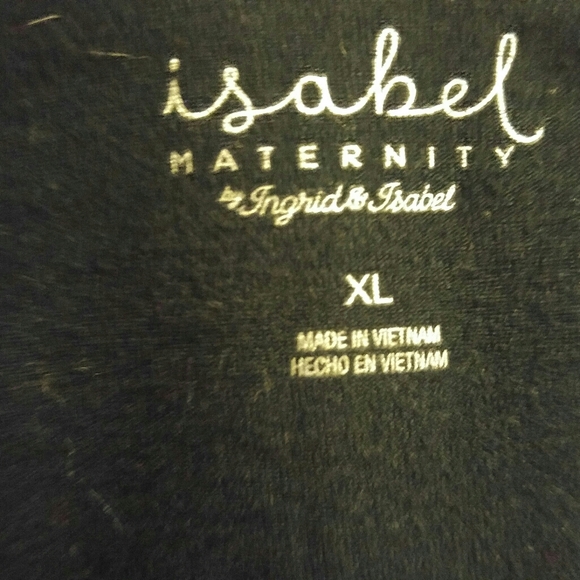 isabel
MATERNITY
by Ingrid & Isabel
XL
MADE IN VIETNAM
HECHO EN VIETNAM